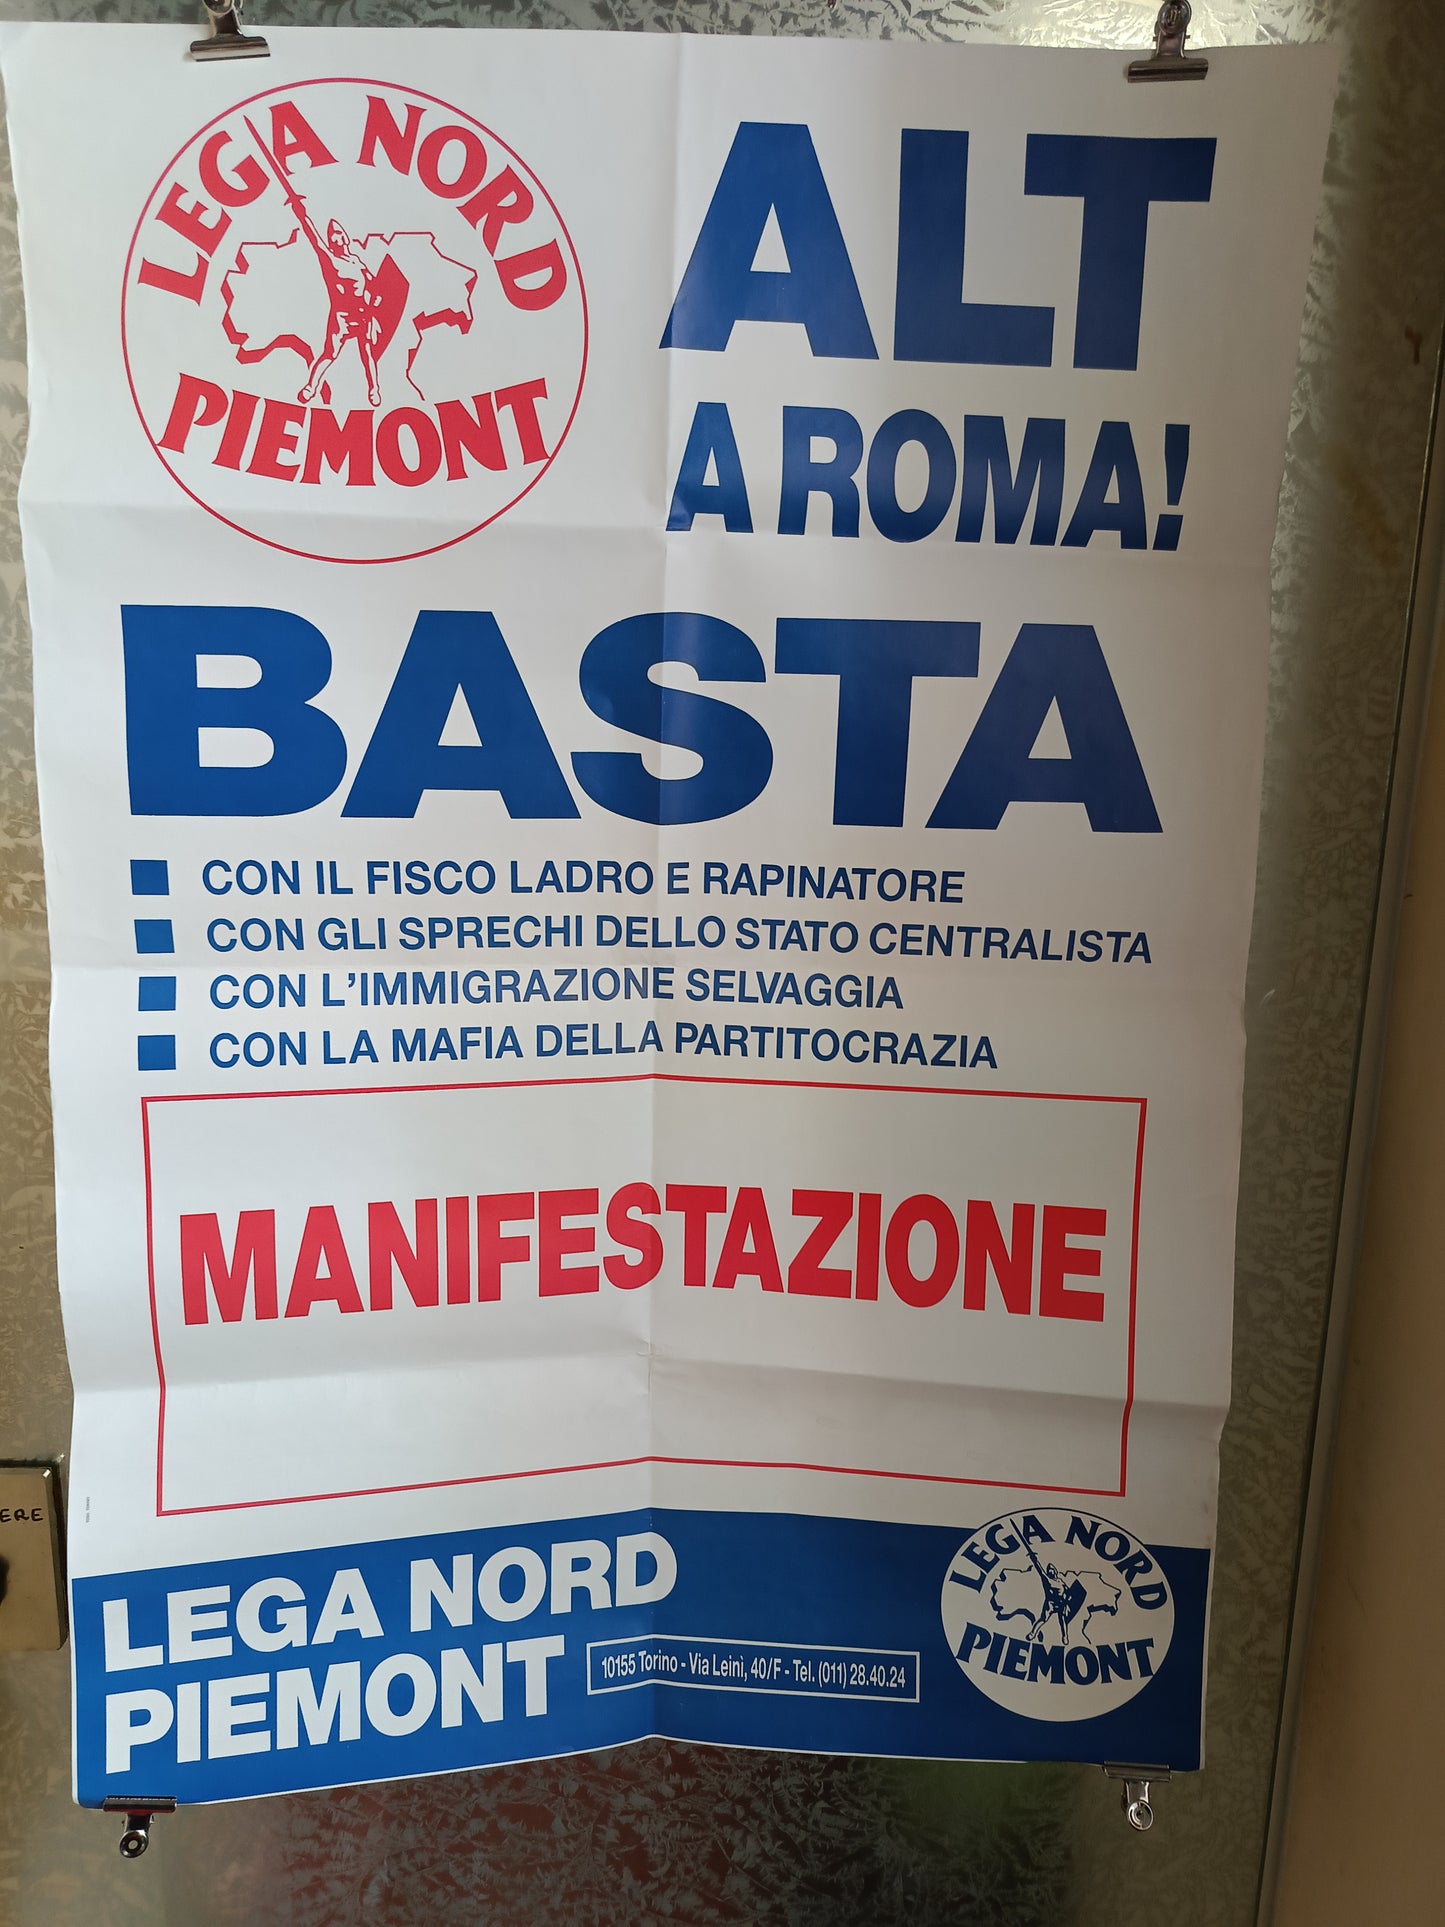 LEGA NORD
PIEMONT
ALT
A ROMA!
BASTA
CON IL FISCO LADRO E RAPINATORE
CON GLI SPRECHI DELLO STATO CENTRALISTA
CON L'IMMIGRAZIONE SELVAGGIA
CON LA MAFIA DELLA PARTITOCRAZIA
MANIFESTAZIONE
ERE
LEGA NORD
PIEMONT
10155 Torino - Via Leinì, 40/F - Tel. (011) 28.40.24
LEGA NORD
PIEMONT